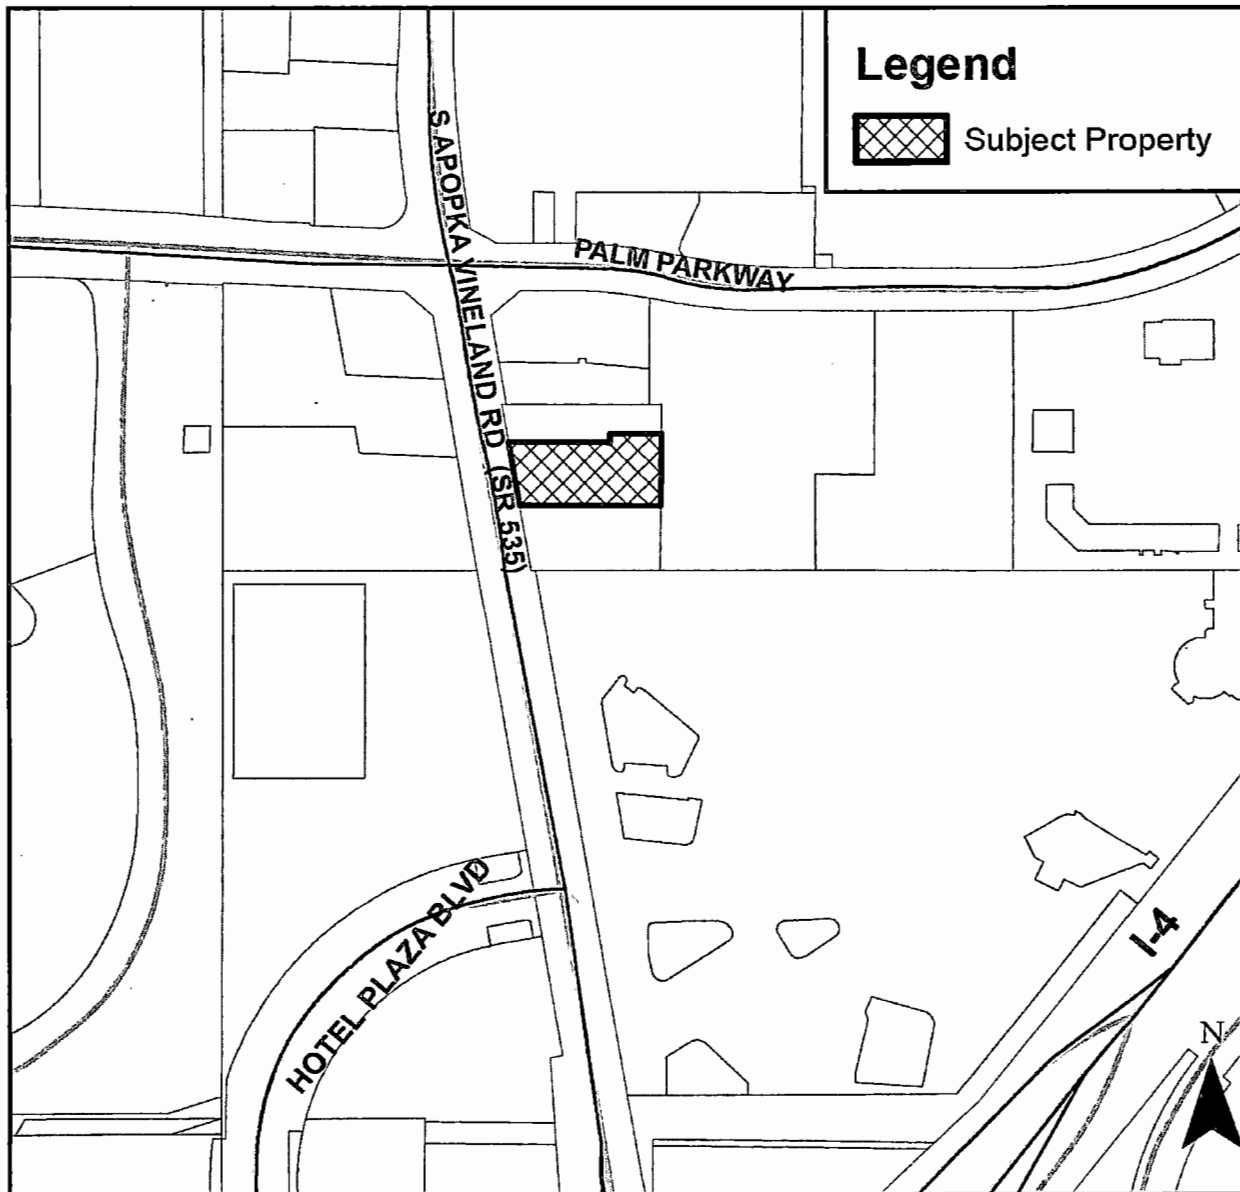 Legend
Subject Property
S APOPKA VINELAND RD (SR 535)
PALM PARKWAY
HOTEL PLAZA BLVD
I-4
N